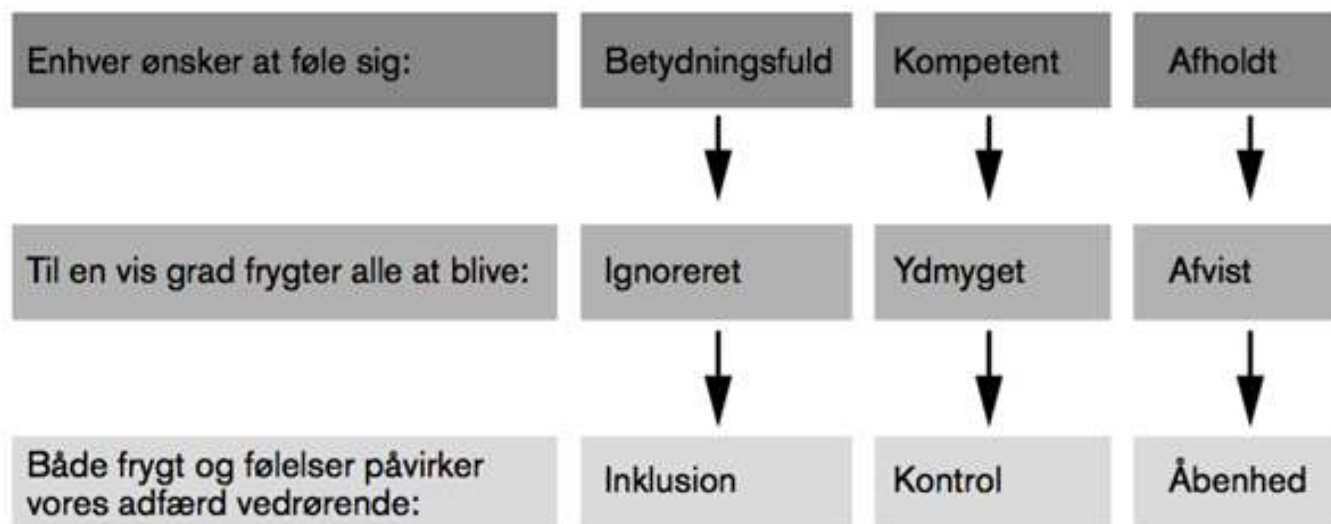 Enhver ønsker at føle sig: Betydningsfuld Kompetent Afholdt
Til en vis grad frygter alle at blive: Ignoreret Ydmyget Afvist
Både frygt og følelser påvirker
vores adfærd vedrørende: Inklusion Kontrol Åbenhed